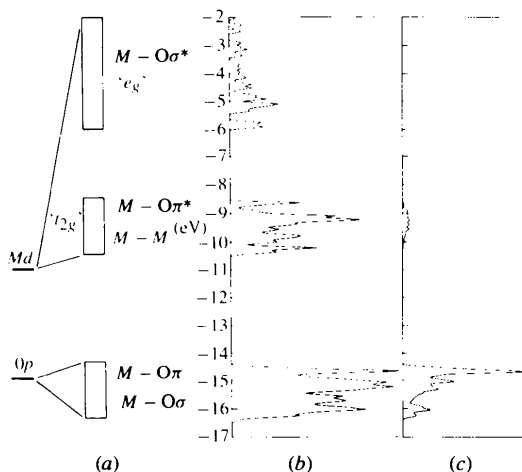 −2
−3
M − Oσ*
−4
'e_g'
−5
−6
−7
−8
M − Oπ*
−9
't_2g'
M − M (eV)
−10
Md
−11
−12
−13
−14
Op
M − Oπ
−15
M − Oσ
−16
−17
(a)
(b)
(c)